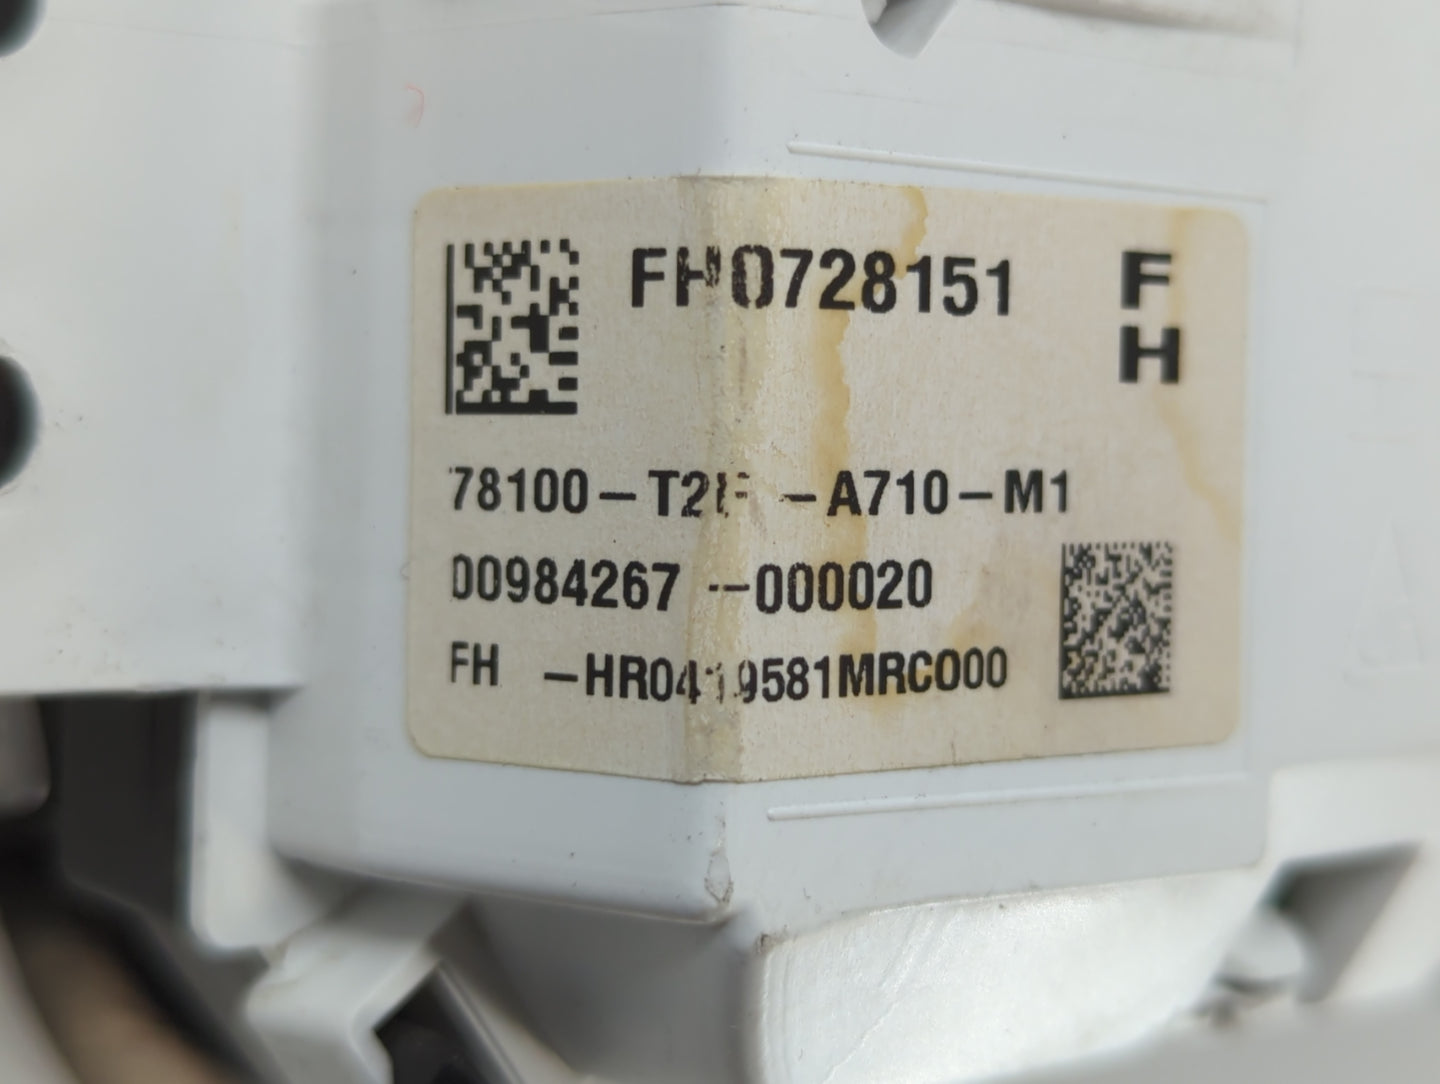 FH0728151
F
H
78100-T2F -A710-M1
00984267 --000020
FH -HR0419581MRC000